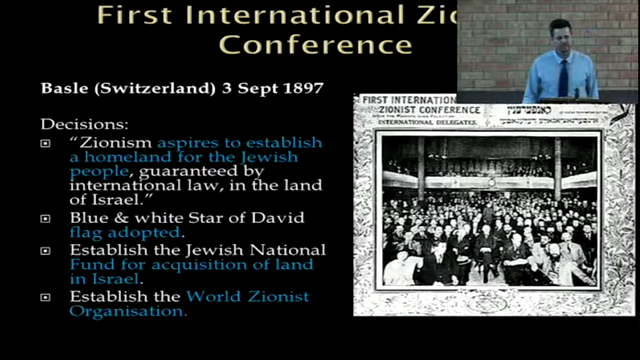 First International Zio
Conference
Basle (Switzerland) 3 Sept 1897
Decisions:
“Zionism aspires to establish
a homeland for the Jewish
people, guaranteed by
international law, in the land
of Israel.”
Blue & white Star of David
flag adopted.
Establish the Jewish National
Fund for acquisition of land
in Israel.
Establish the World Zionist
Organisation.
FIRST INTERNATION
ZIONIST CONFERENCE
INTERNATIONAL DELEGATES.